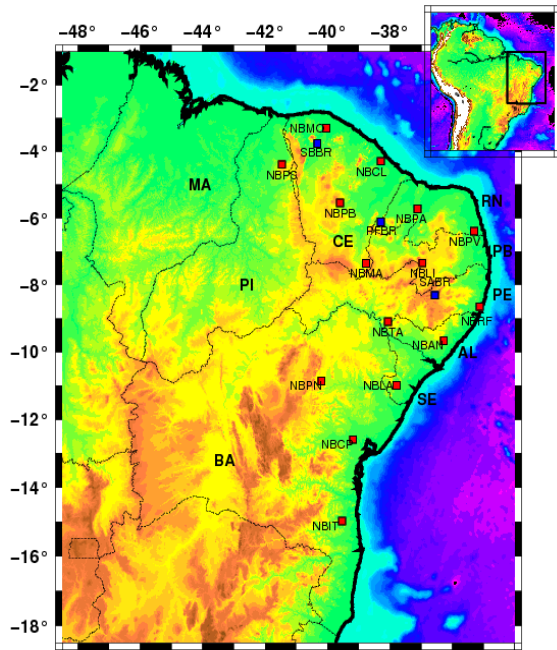 −48° −46° −44° −42° −40° −38° −36°
−2°
−4°
−6°
−8°
−10°
−12°
−14°
−16°
−18°
NBMO
SBBR
NBPS
NBCL
MA
RN
NBPB
NBPA
PFBR
CE
NBPV
PB
NBMA
NBLI
SABR
PI
PE
NBRF
NBTA
NBAN
AL
NBPN
NBLA
SE
NBCP
BA
NBIT